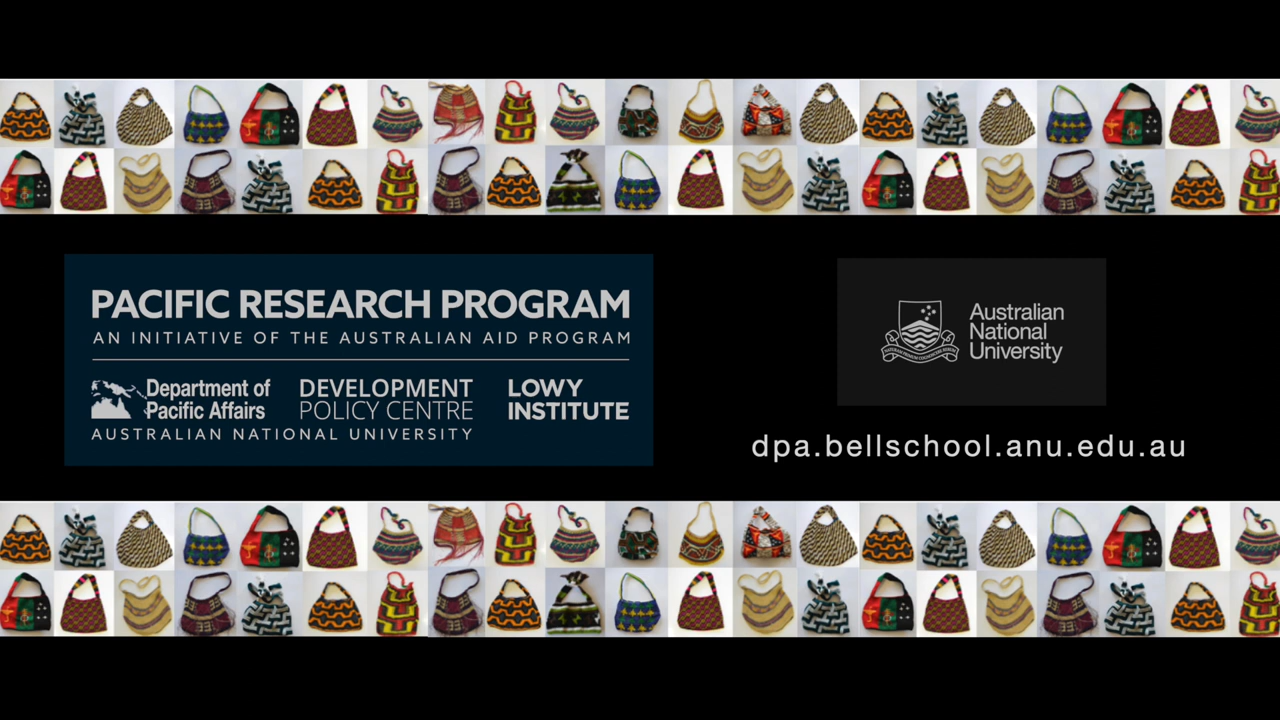 PACIFIC RESEARCH PROGRAM
AN INITIATIVE OF THE AUSTRALIAN AID PROGRAM
Department of
Pacific Affairs
DEVELOPMENT
POLICY CENTRE
LOWY
INSTITUTE
AUSTRALIAN NATIONAL UNIVERSITY
Australian
National
University
dpa.bellschool.anu.edu.au